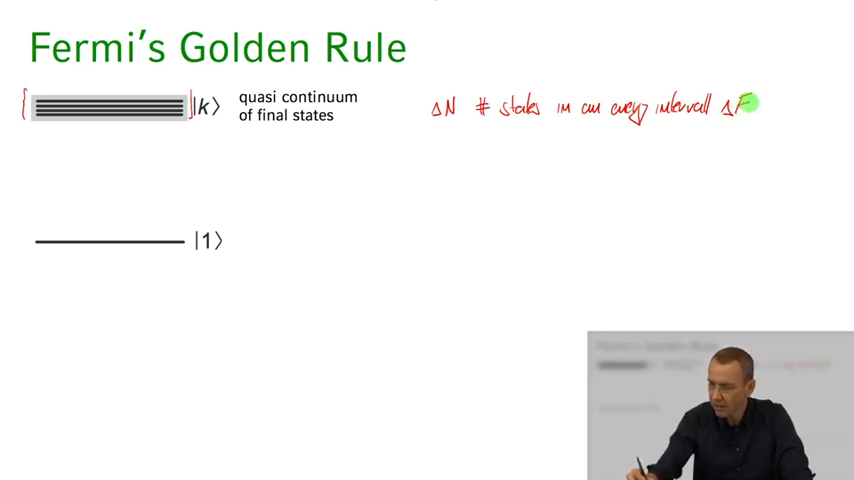 Fermi's Golden Rule
|k⟩ quasi continuum
of final states
ΔN # states in an energy intervall ΔE
|1⟩